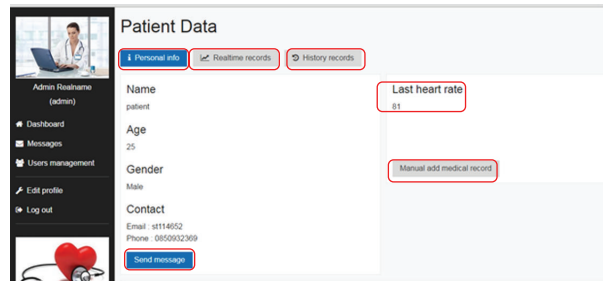 Patient Data
Personal info
Realtime records
History records
Admin Realname
(admin)
Dashboard
Messages
Users management
Edit profile
Log out
Name
patient
Age
25
Gender
Male
Contact
Email : st114652
Phone : 0850932369
Send message
Last heart rate
81
Manual add medical record